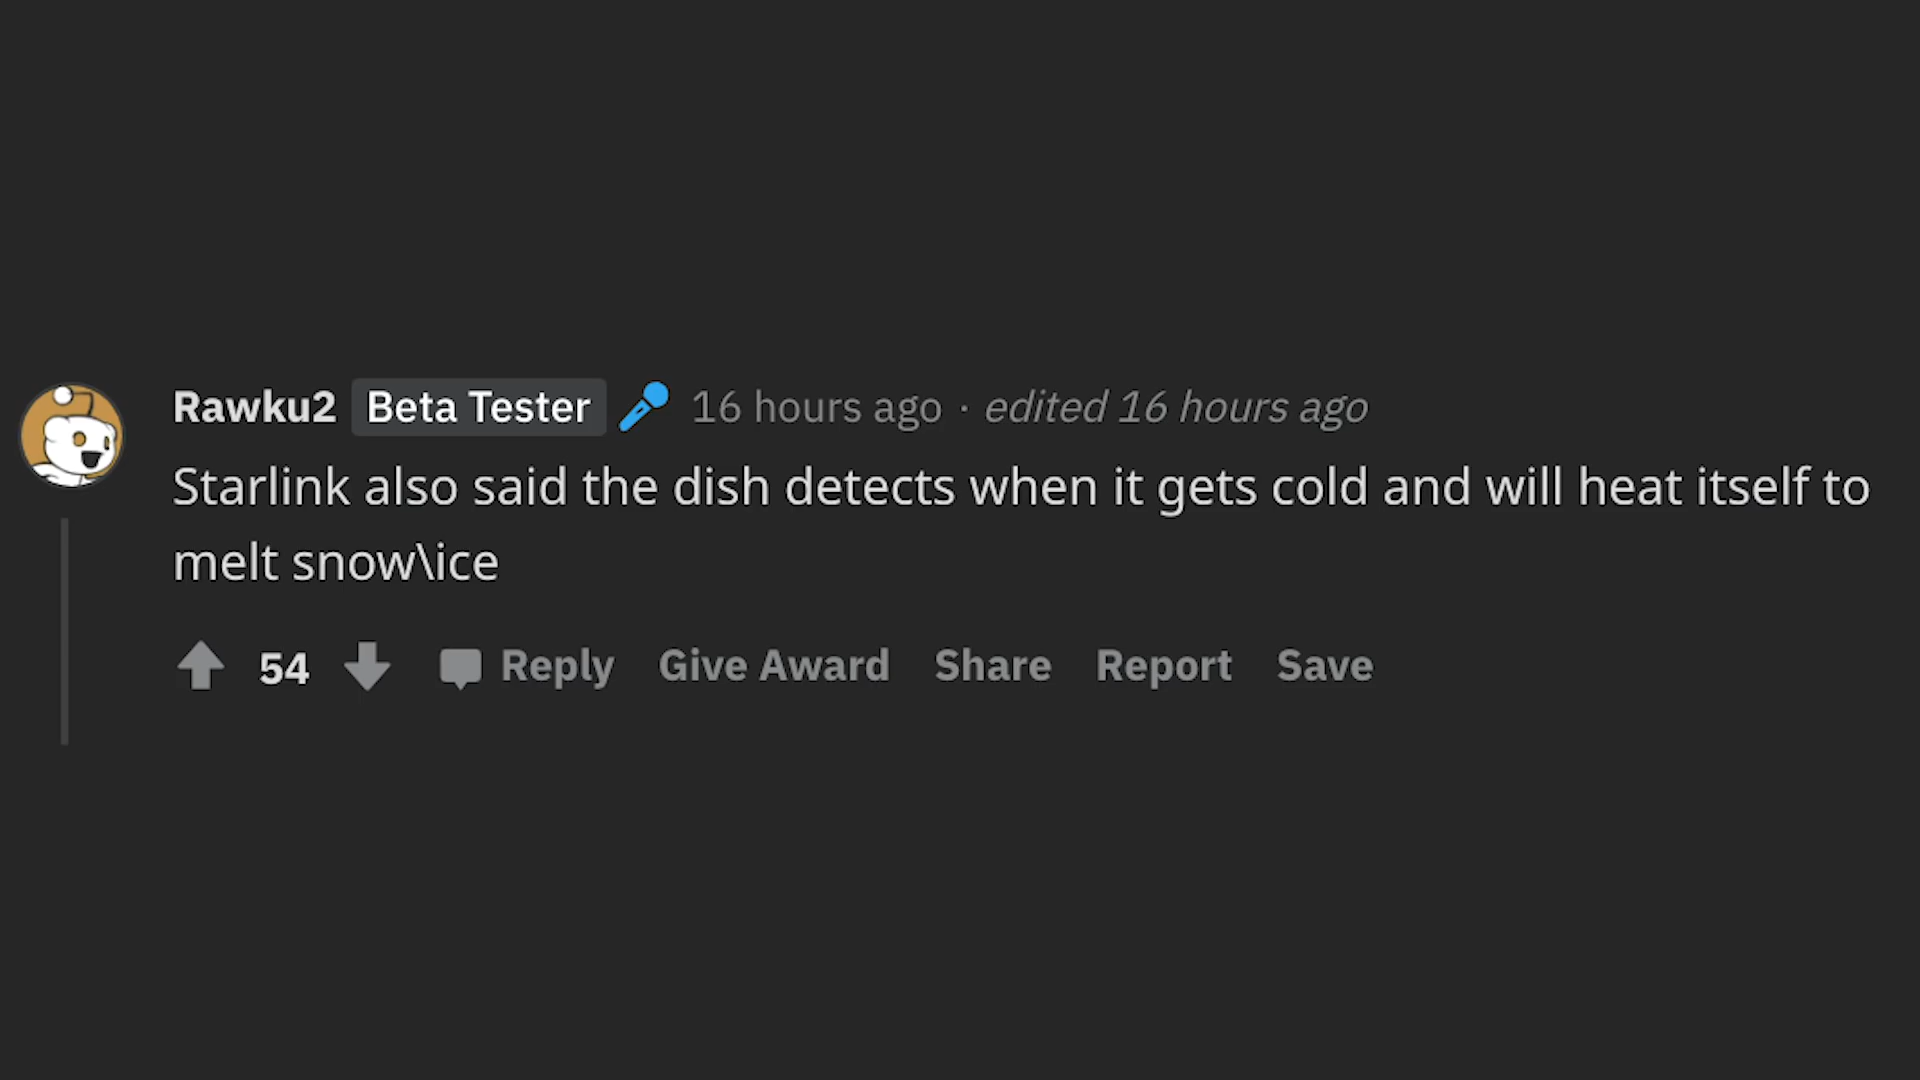 Rawku2 Beta Tester 16 hours ago · edited 16 hours ago
Starlink also said the dish detects when it gets cold and will heat itself to
melt snow\ice
54 Reply Give Award Share Report Save